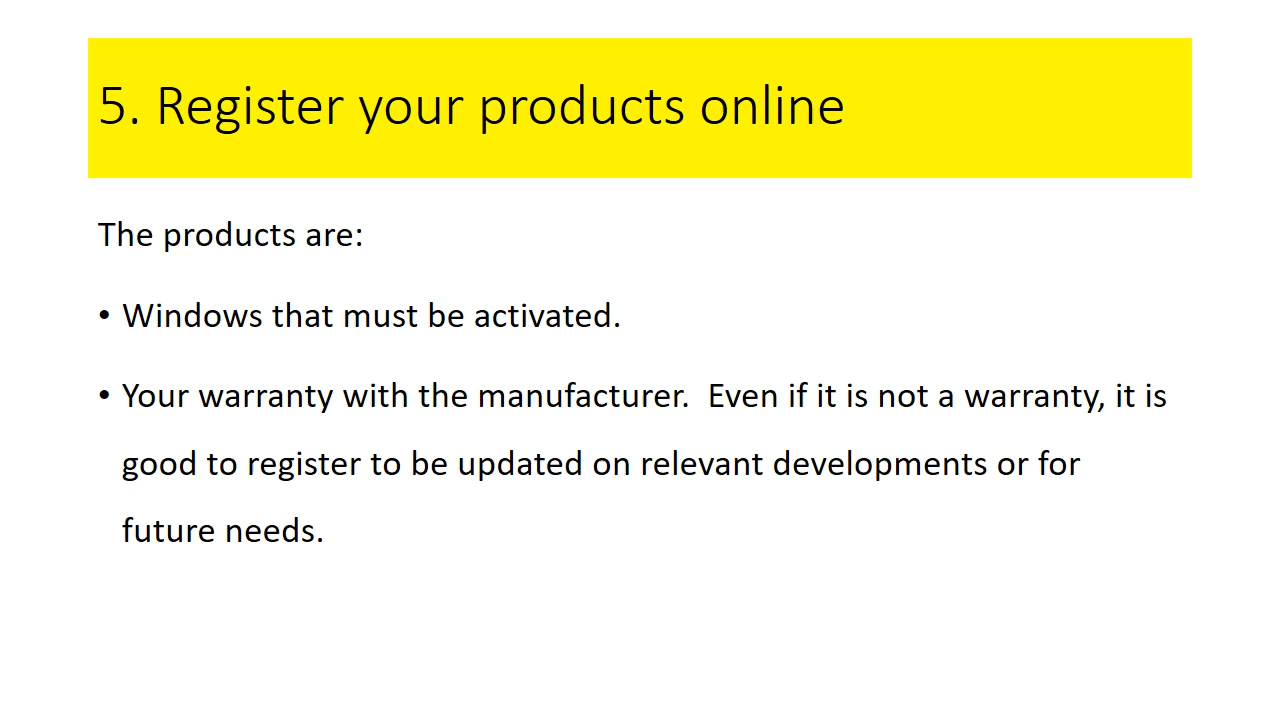 5. Register your products online
The products are:
• Windows that must be activated.
• Your warranty with the manufacturer.  Even if it is not a warranty, it is
good to register to be updated on relevant developments or for
future needs.